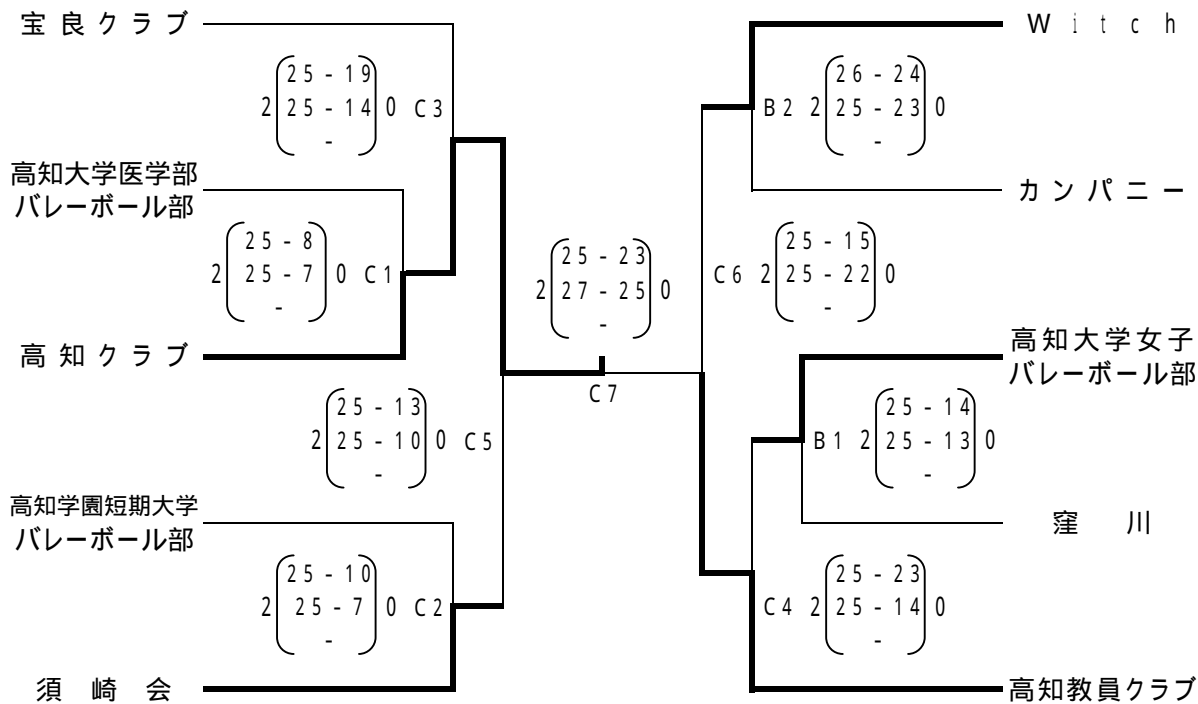 宝良クラブ
25 - 19
2 25 - 14 0 C3
-
高知大学医学部
バレーボール部
25 - 8
2 25 - 7 0 C1
-
高知クラブ
25 - 13
2 25 - 10 0 C5
-
高知学園短期大学
バレーボール部
25 - 10
2 25 - 7 0 C2
-
須崎会
25 - 23
2 27 - 25 0
-
C7
Witch
26 - 24
B2 2 25 - 23 0
-
カンパニー
25 - 15
C6 2 25 - 22 0
-
高知大学女子
バレーボール部
25 - 14
B1 2 25 - 13 0
-
窪川
25 - 23
C4 2 25 - 14 0
-
高知教員クラブ